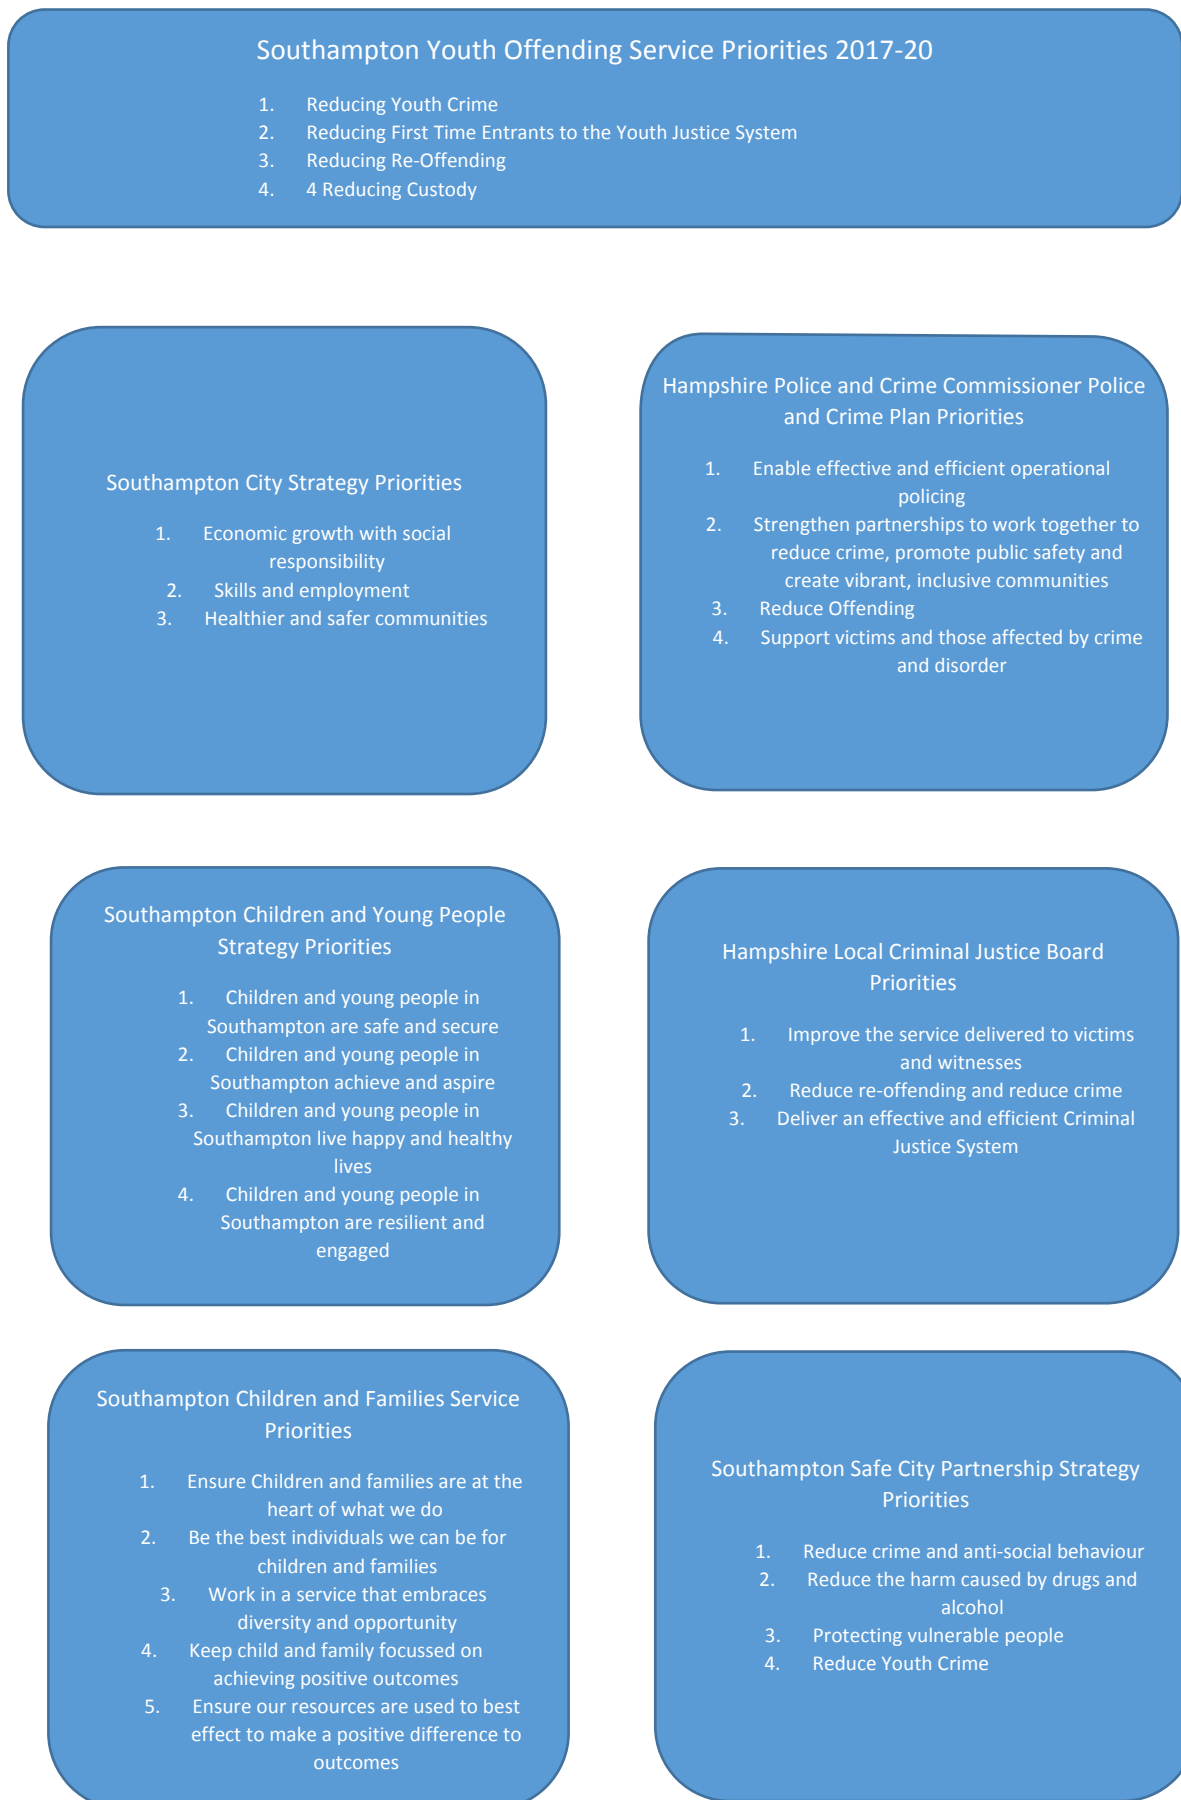 Southampton Youth Offending Service Priorities 2017-20
1. Reducing Youth Crime
2. Reducing First Time Entrants to the Youth Justice System
3. Reducing Re-Offending
4. 4 Reducing Custody
Southampton City Strategy Priorities
1. Economic growth with social
responsibility
2. Skills and employment
3. Healthier and safer communities
Hampshire Police and Crime Commissioner Police
and Crime Plan Priorities
1. Enable effective and efficient operational
policing
2. Strengthen partnerships to work together to
reduce crime, promote public safety and
create vibrant, inclusive communities
3. Reduce Offending
4. Support victims and those affected by crime
and disorder
Southampton Children and Young People
Strategy Priorities
1. Children and young people in
Southampton are safe and secure
2. Children and young people in
Southampton achieve and aspire
3. Children and young people in
Southampton live happy and healthy
lives
4. Children and young people in
Southampton are resilient and
engaged
Hampshire Local Criminal Justice Board
Priorities
1. Improve the service delivered to victims
and witnesses
2. Reduce re-offending and reduce crime
3. Deliver an effective and efficient Criminal
Justice System
Southampton Children and Families Service
Priorities
1. Ensure Children and families are at the
heart of what we do
2. Be the best individuals we can be for
children and families
3. Work in a service that embraces
diversity and opportunity
4. Keep child and family focussed on
achieving positive outcomes
5. Ensure our resources are used to best
effect to make a positive difference to
outcomes
Southampton Safe City Partnership Strategy
Priorities
1. Reduce crime and anti-social behaviour
2. Reduce the harm caused by drugs and
alcohol
3. Protecting vulnerable people
4. Reduce Youth Crime